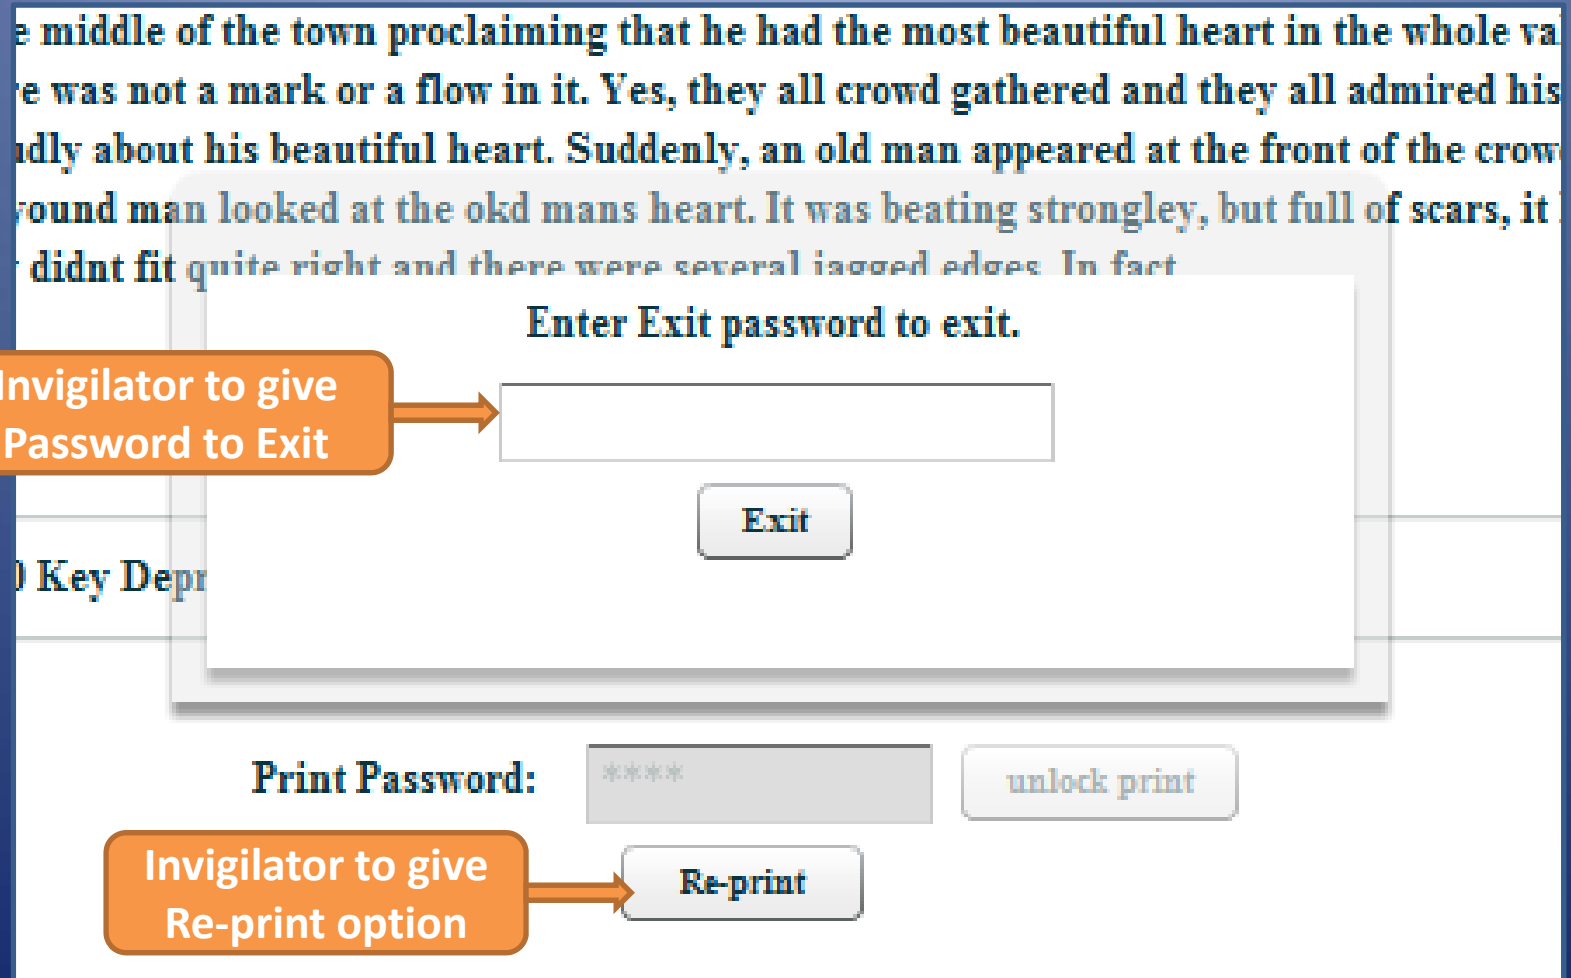 e middle of the town proclaiming that he had the most beautiful heart in the whole va
re was not a mark or a flow in it. Yes, they all crowd gathered and they all admired his
idly about his beautiful heart. Suddenly, an old man appeared at the front of the crow
yound man looked at the okd mans heart. It was beating strongley, but full of scars, it
didnt fit quite right and there were several jagged edges. In fact
Enter Exit password to exit.
Invigilator to give
Password to Exit
Exit
) Key Depr
Print Password:
****
unlock print
Invigilator to give
Re-print option
Re-print